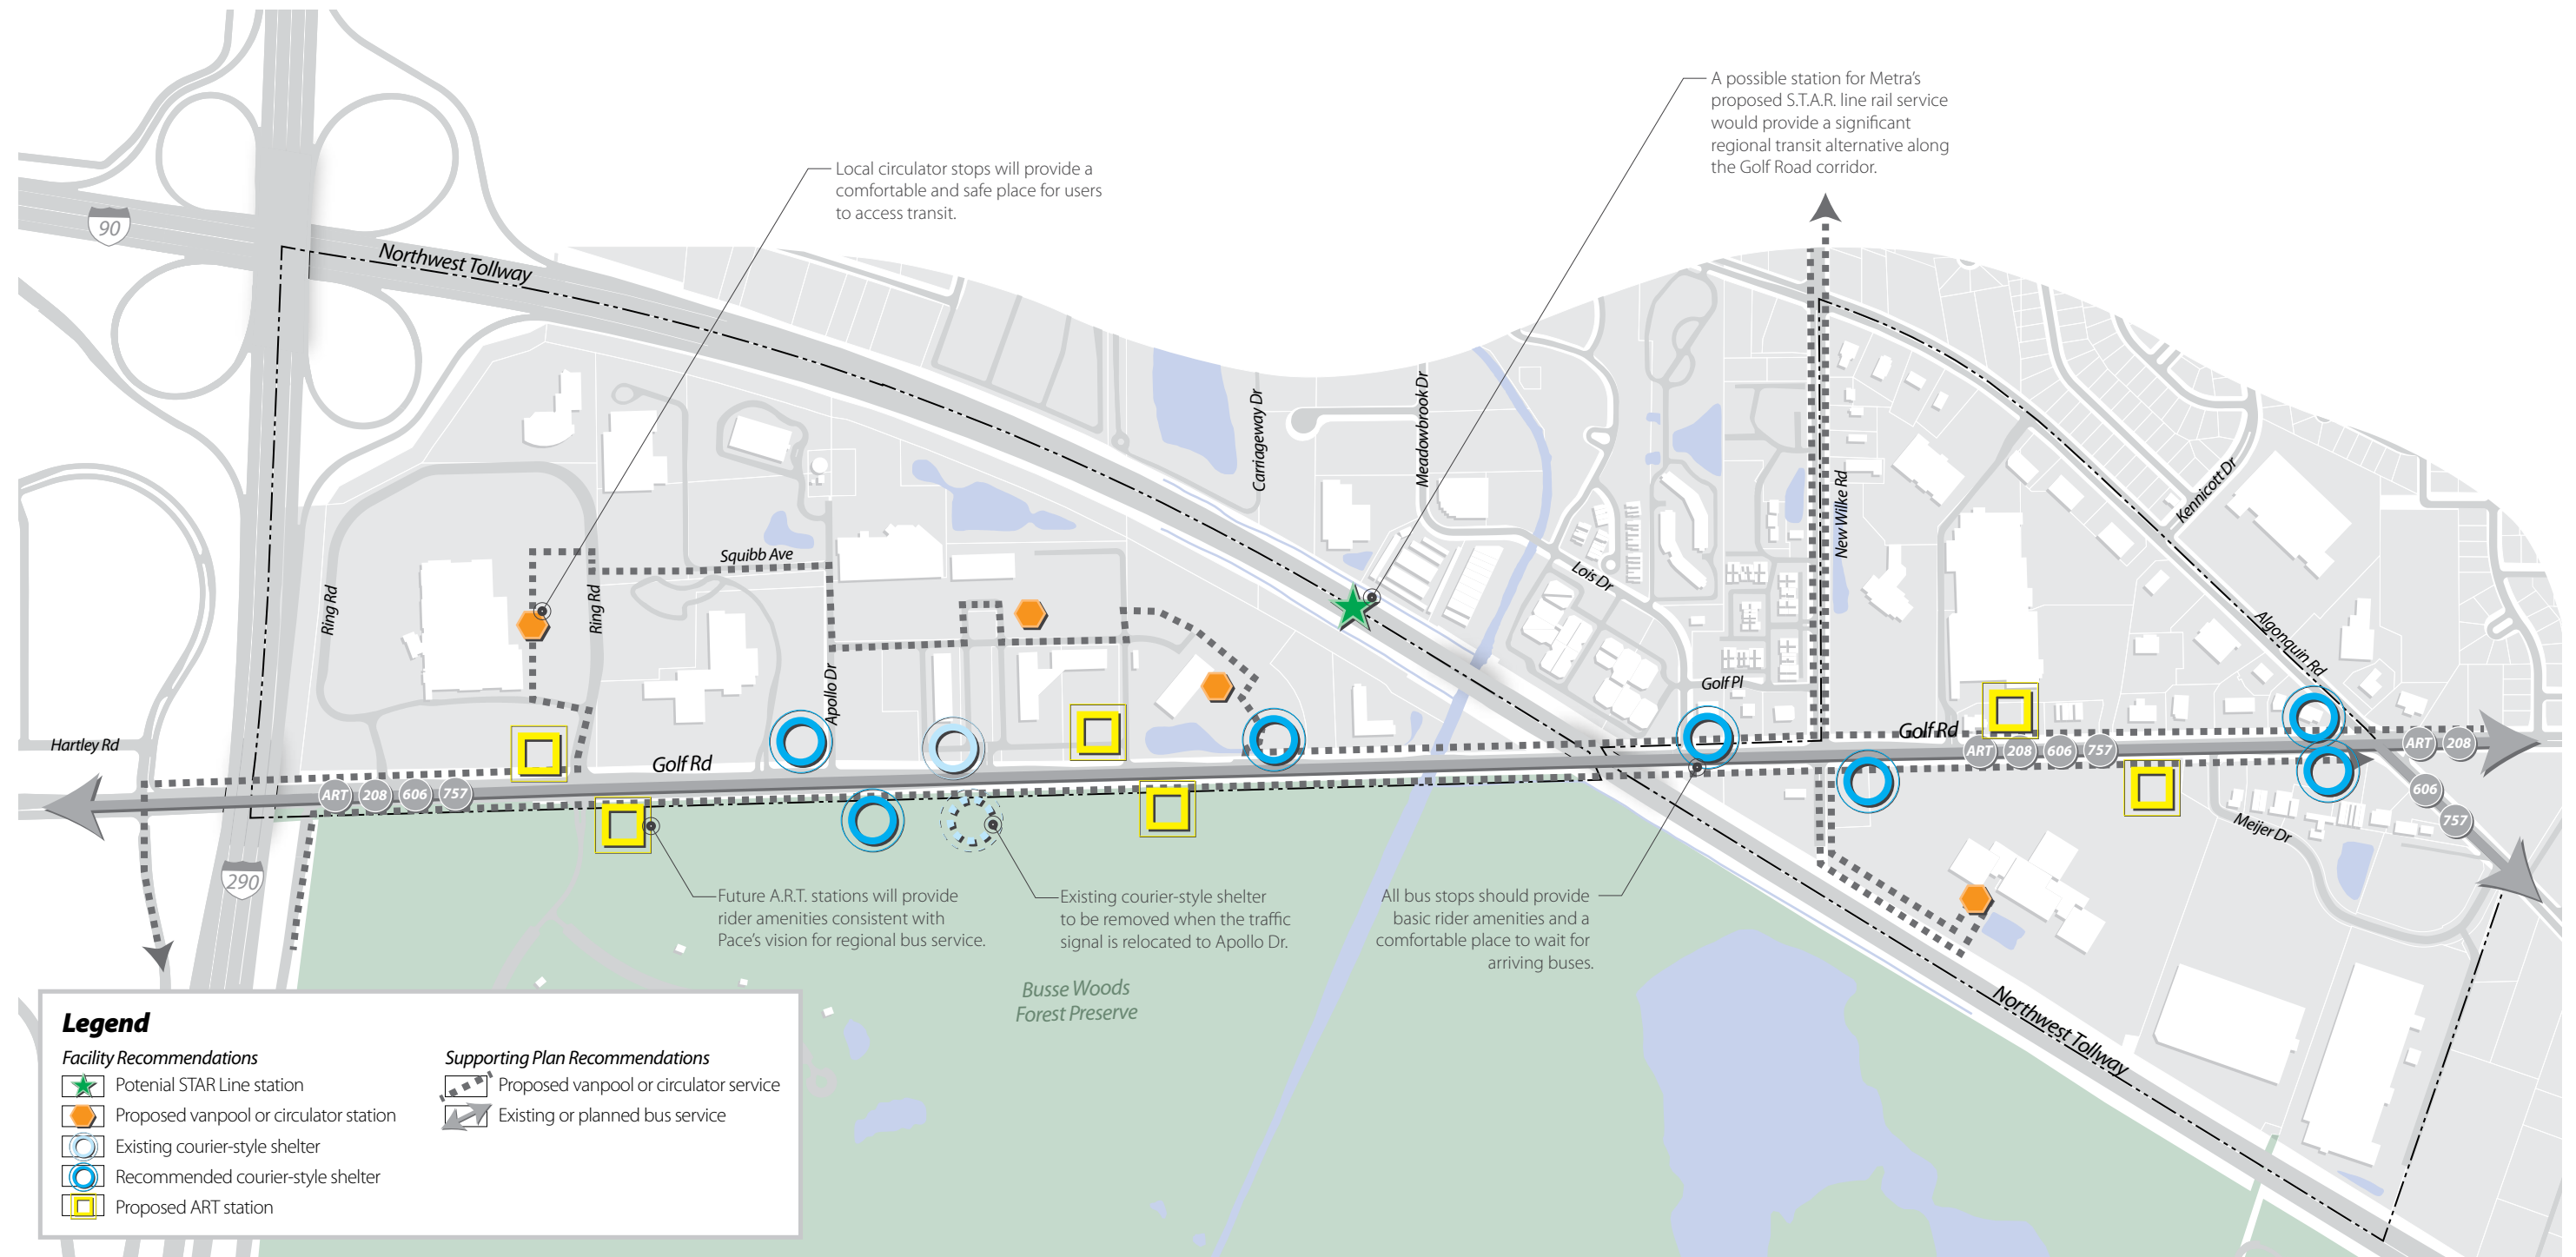 A possible station for Metra's
proposed S.T.A.R. line rail service
would provide a significant
regional transit alternative along
the Golf Road corridor.
Local circulator stops will provide a
comfortable and safe place for users
to access transit.
90
Northwest Tollway
Carriageway Dr
Meadowbrook Dr
New Wilke Rd
Kennicott Dr
Squibb Ave
Lois Dr
Ring Rd
Ring Rd
Algonquin Rd
Apollo Dr
Golf Pl
Hartley Rd
Golf Rd
Golf Rd
ART 208 606 757
ART 208
ART 208 606 757
606
757
Meijer Dr
290
Future A.R.T. stations will provide
rider amenities consistent with
Pace's vision for regional bus service.
Existing courier-style shelter
to be removed when the traffic
signal is relocated to Apollo Dr.
All bus stops should provide
basic rider amenities and a
comfortable place to wait for
arriving buses.
Busse Woods
Forest Preserve
Northwest Tollway
Legend
Facility Recommendations
Potenial STAR Line station
Proposed vanpool or circulator station
Existing courier-style shelter
Recommended courier-style shelter
Proposed ART station
Supporting Plan Recommendations
Proposed vanpool or circulator service
Existing or planned bus service